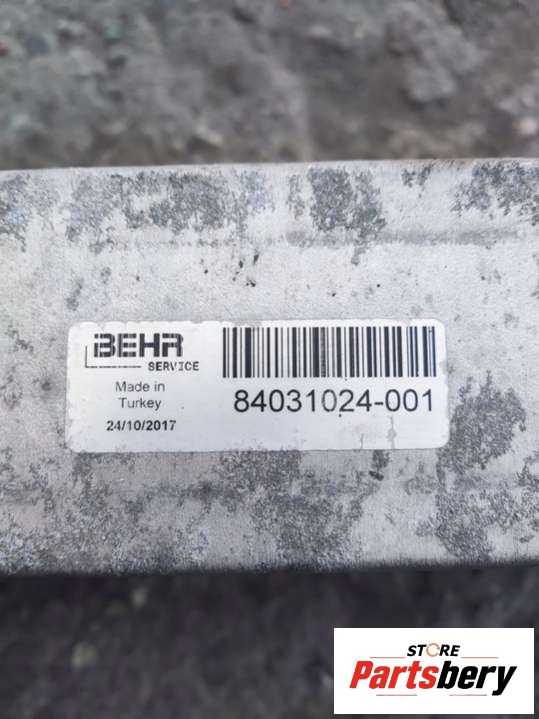 BEHR
SERVICE
Made in
Turkey
24/10/2017
84031024-001
STORE
Partsbery